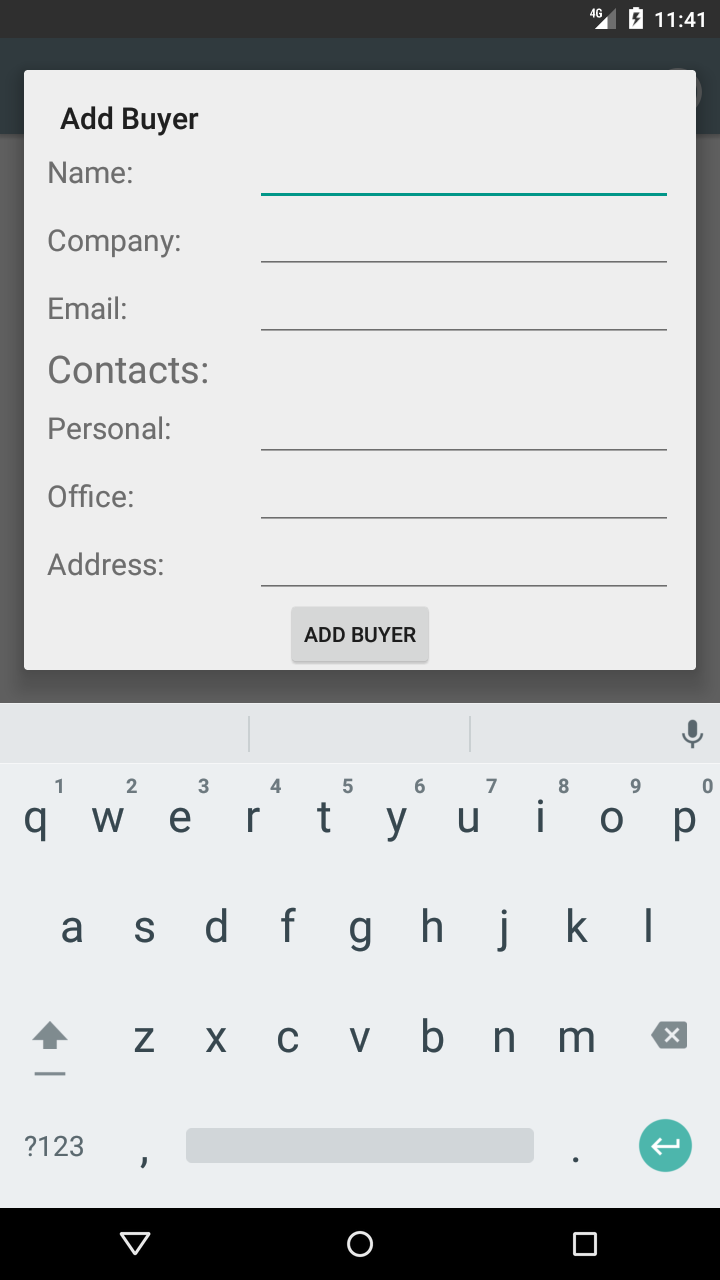 4G 11:41
Add Buyer
Name:
Company:
Email:
Contacts:
Personal:
Office:
Address:
ADD BUYER
1 2 3 4 5 6 7 8 9 0
q w e r t y u i o p
a s d f g h j k l
z x c v b n m
?123 , .